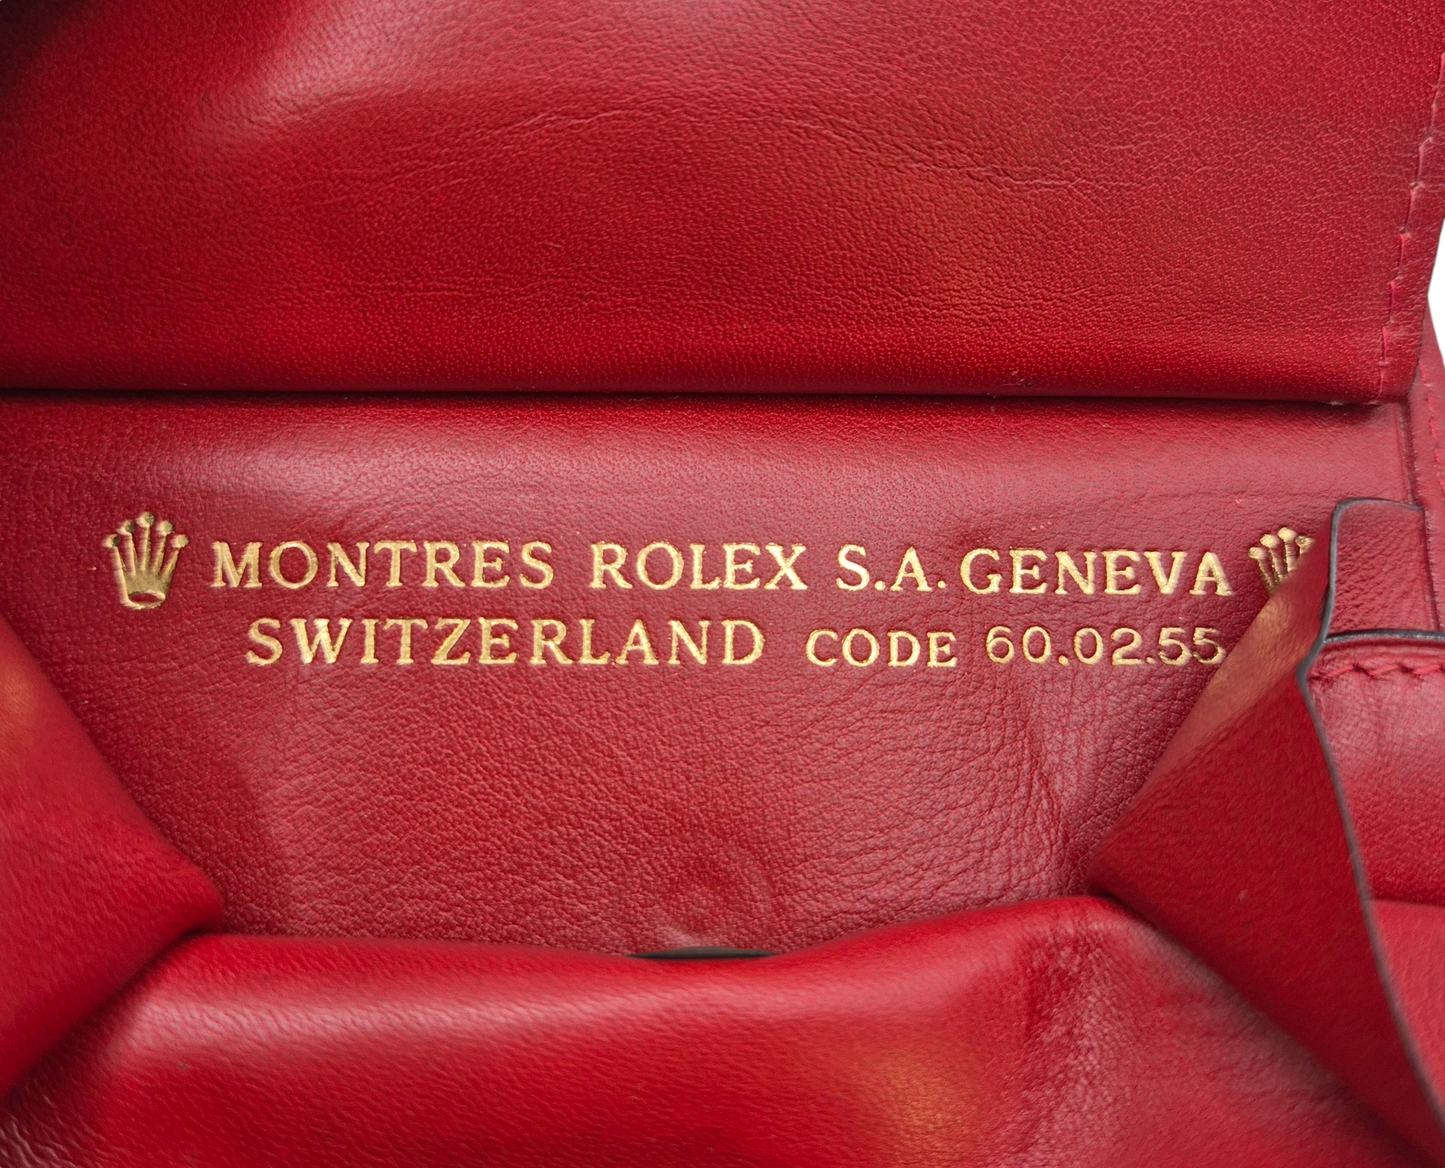 MONTRES ROLEX S.A. GENEVA
SWITZERLAND CODE 60.02.55